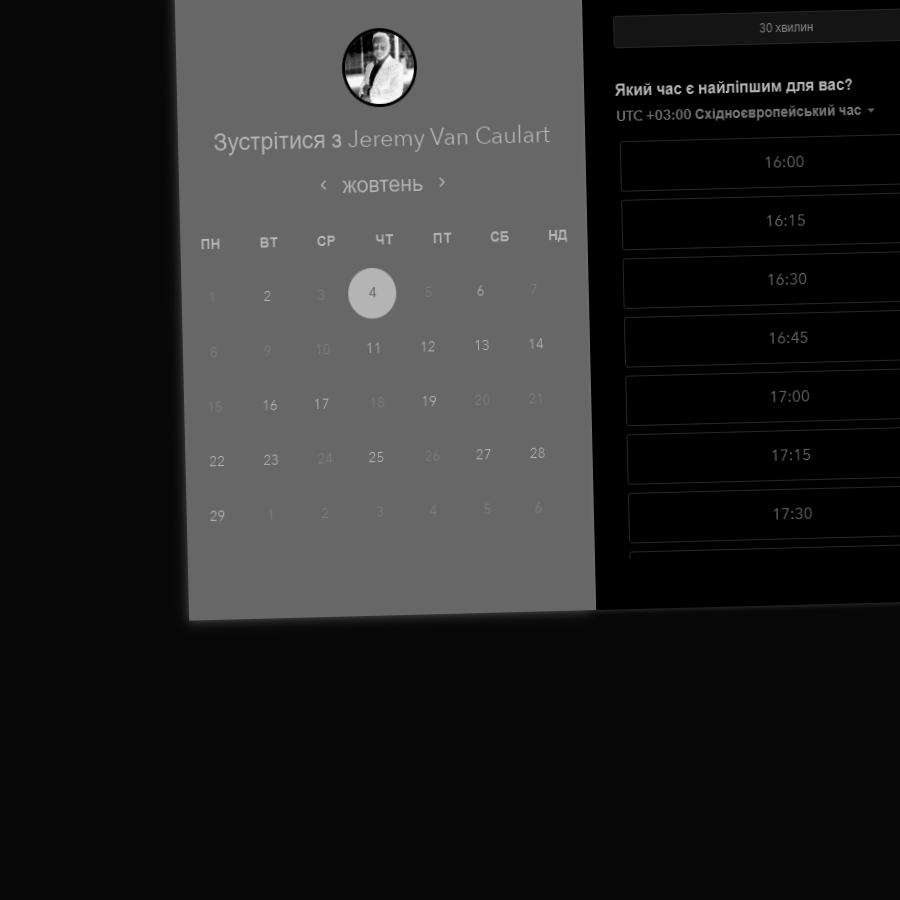 Зустрітися з Jeremy Van Caulart
жовтень
ПН ВТ СР ЧТ ПТ СБ НД
1 2 3 4 5 6 7
8 9 10 11 12 13 14
15 16 17 18 19 20 21
22 23 24 25 26 27 28
29 1 2 3 4 5 6
30 хвилин
Який час є найліпшим для вас?
UTC +03:00 Східноєвропейський час
16:00
16:15
16:30
16:45
17:00
17:15
17:30